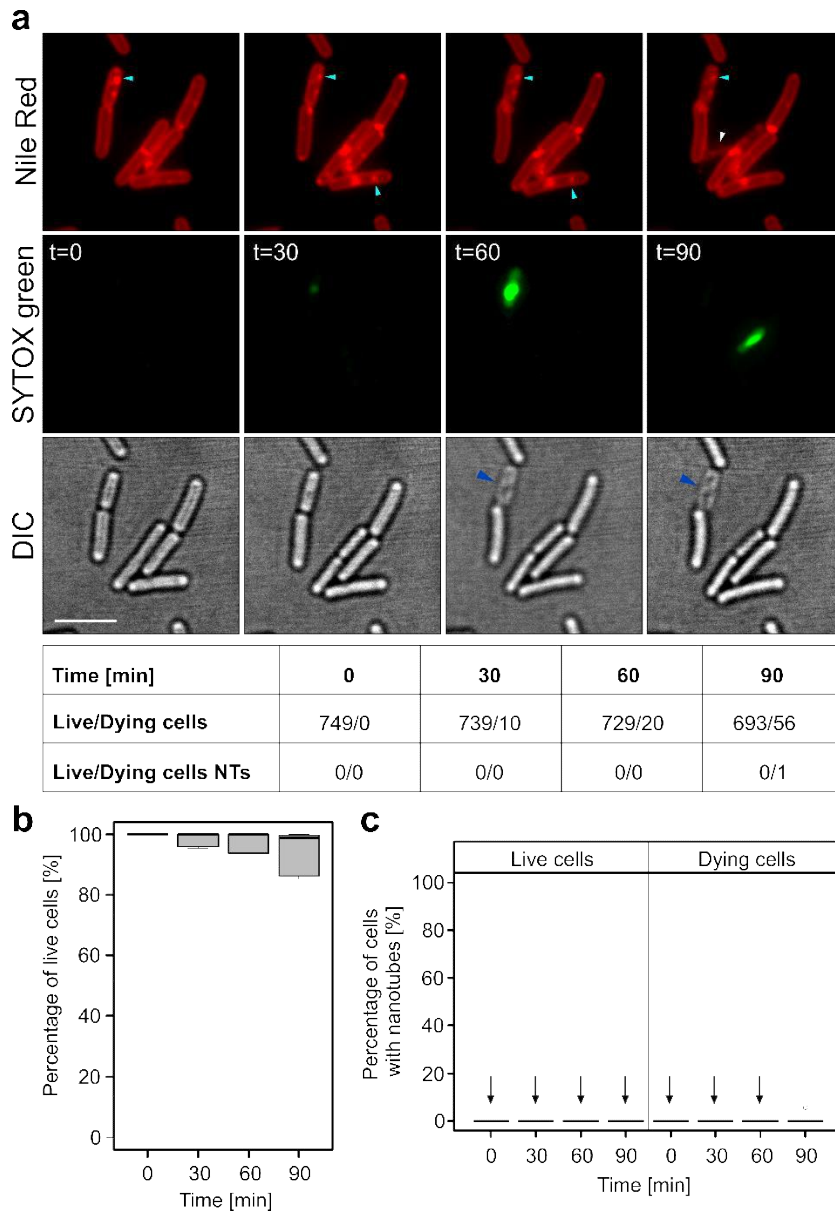 a
Nile Red
SYTOX green
t=0
t=30
t=60
t=90
DIC
Time [min] 0 30 60 90
Live/Dying cells 749/0 739/10 729/20 693/56
Live/Dying cells NTs 0/0 0/0 0/0 0/1
b
Percentage of live cells [%]
100
80
60
40
20
0
0 30 60 90
Time [min]
c
Live cells Dying cells
Percentage of cells
with nanotubes [%]
100
80
60
40
20
0
0 30 60 90 0 30 60 90
Time [min]